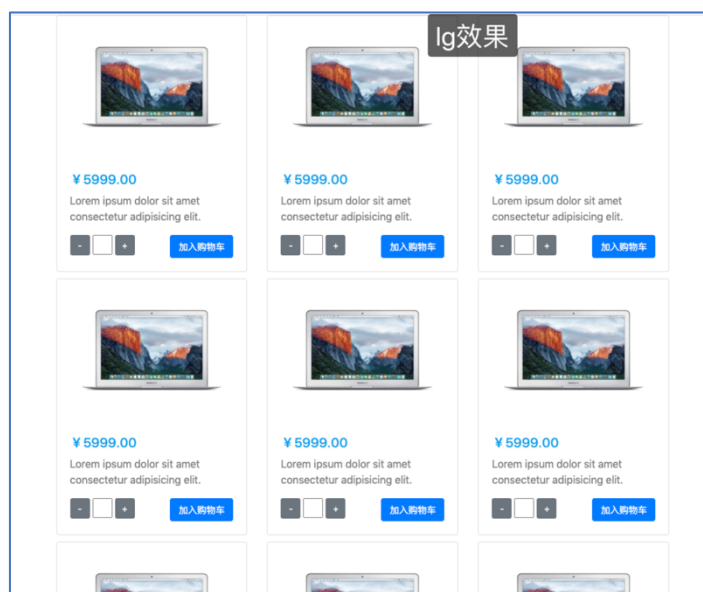 lg效果
¥5999.00
Lorem ipsum dolor sit amet
consectetur adipisicing elit.
- + 加入购物车
¥5999.00
Lorem ipsum dolor sit amet
consectetur adipisicing elit.
- + 加入购物车
¥5999.00
Lorem ipsum dolor sit amet
consectetur adipisicing elit.
- + 加入购物车
¥5999.00
Lorem ipsum dolor sit amet
consectetur adipisicing elit.
- + 加入购物车
¥5999.00
Lorem ipsum dolor sit amet
consectetur adipisicing elit.
- + 加入购物车
¥5999.00
Lorem ipsum dolor sit amet
consectetur adipisicing elit.
- + 加入购物车